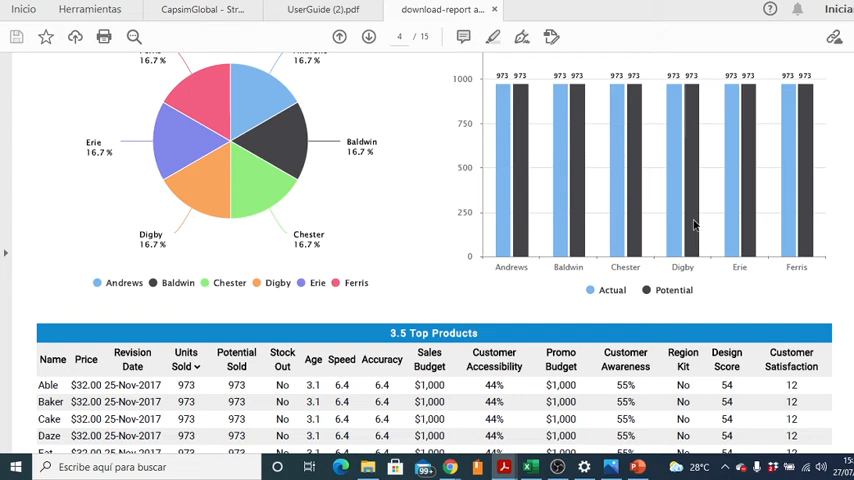 Inicio Herramientas CapsimGlobal - Str... UserGuide (2).pdf download-report a... × Inicia
4 / 15
16.7 % 16.7 %
Erie
16.7 %
Baldwin
16.7 %
Digby
16.7 %
Chester
16.7 %
Andrews Baldwin Chester Digby Erie Ferris
1000
750
500
250
0
973 973 973 973 973 973 973 973 973 973 973 973
Andrews Baldwin Chester Digby Erie Ferris
Actual Potential
3.5 Top Products
Name Price Revision Date Units Sold Potential Sold Stock Out Age Speed Accuracy Sales Budget Customer Accessibility Promo Budget Customer Awareness Region Kit Design Score Customer Satisfaction
Able $32.00 25-Nov-2017 973 973 No 3.1 6.4 6.4 $1,000 44% $1,000 55% No 54 12
Baker $32.00 25-Nov-2017 973 973 No 3.1 6.4 6.4 $1,000 44% $1,000 55% No 54 12
Cake $32.00 25-Nov-2017 973 973 No 3.1 6.4 6.4 $1,000 44% $1,000 55% No 54 12
Daze $32.00 25-Nov-2017 973 973 No 3.1 6.4 6.4 $1,000 44% $1,000 55% No 54 12
Escribe aquí para buscar
99+
28°C
27/07